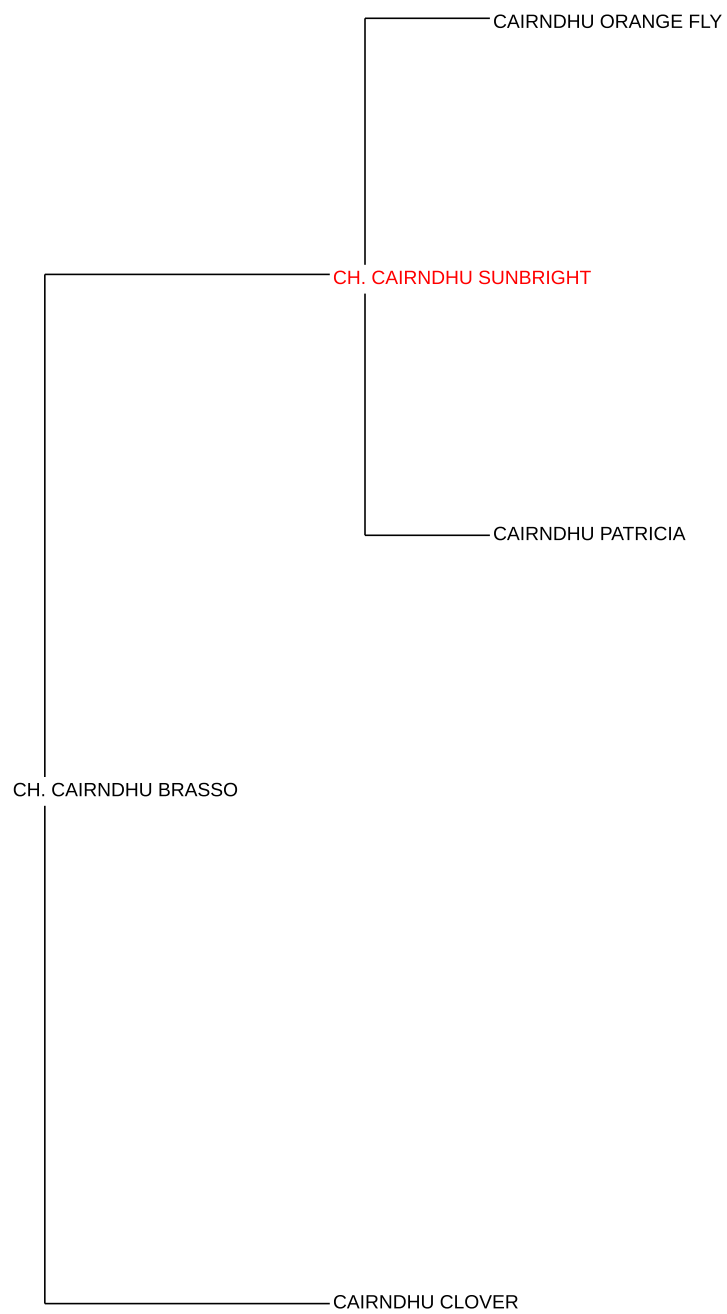 CAIRNDHU ORANGE FLY
CH. CAIRNDHU SUNBRIGHT
CAIRNDHU PATRICIA
CH. CAIRNDHU BRASSO
CAIRNDHU CLOVER